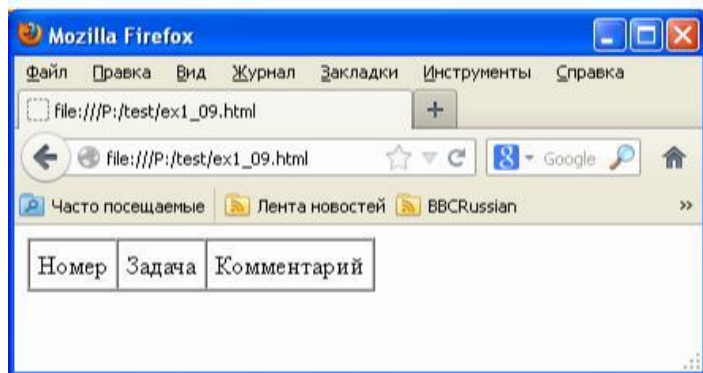 Mozilla Firefox
Файл Правка Вид Журнал Закладки Инструменты Справка
file:///P:/test/ex1_09.html +
file:///P:/test/ex1_09.html 8 Google
Часто посещаемые Лента новостей BBCRussian »
Номер Задача Комментарий